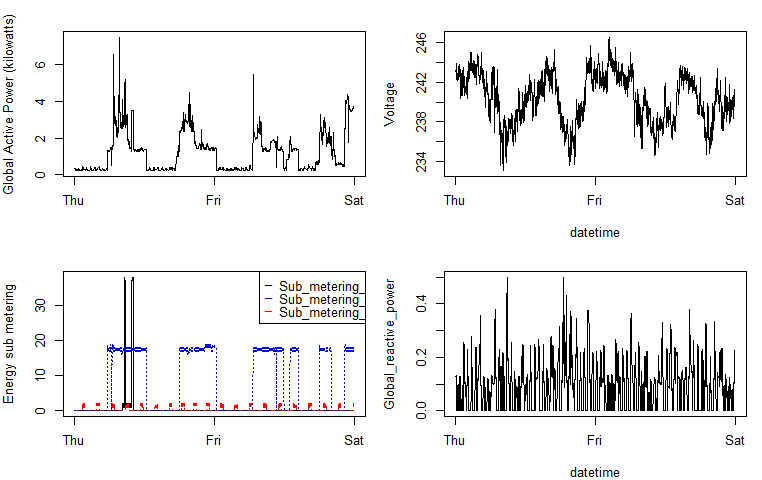 Global Active Power (kilowatts)
0 2 4 6
Thu Fri Sat
Voltage
234 238 242 246
Thu Fri Sat
datetime
Energy sub metering
0 10 20 30
Sub_metering_
Sub_metering_
Sub_metering_
Thu Fri Sat
Global_reactive_power
0.0 0.2 0.4
Thu Fri Sat
datetime